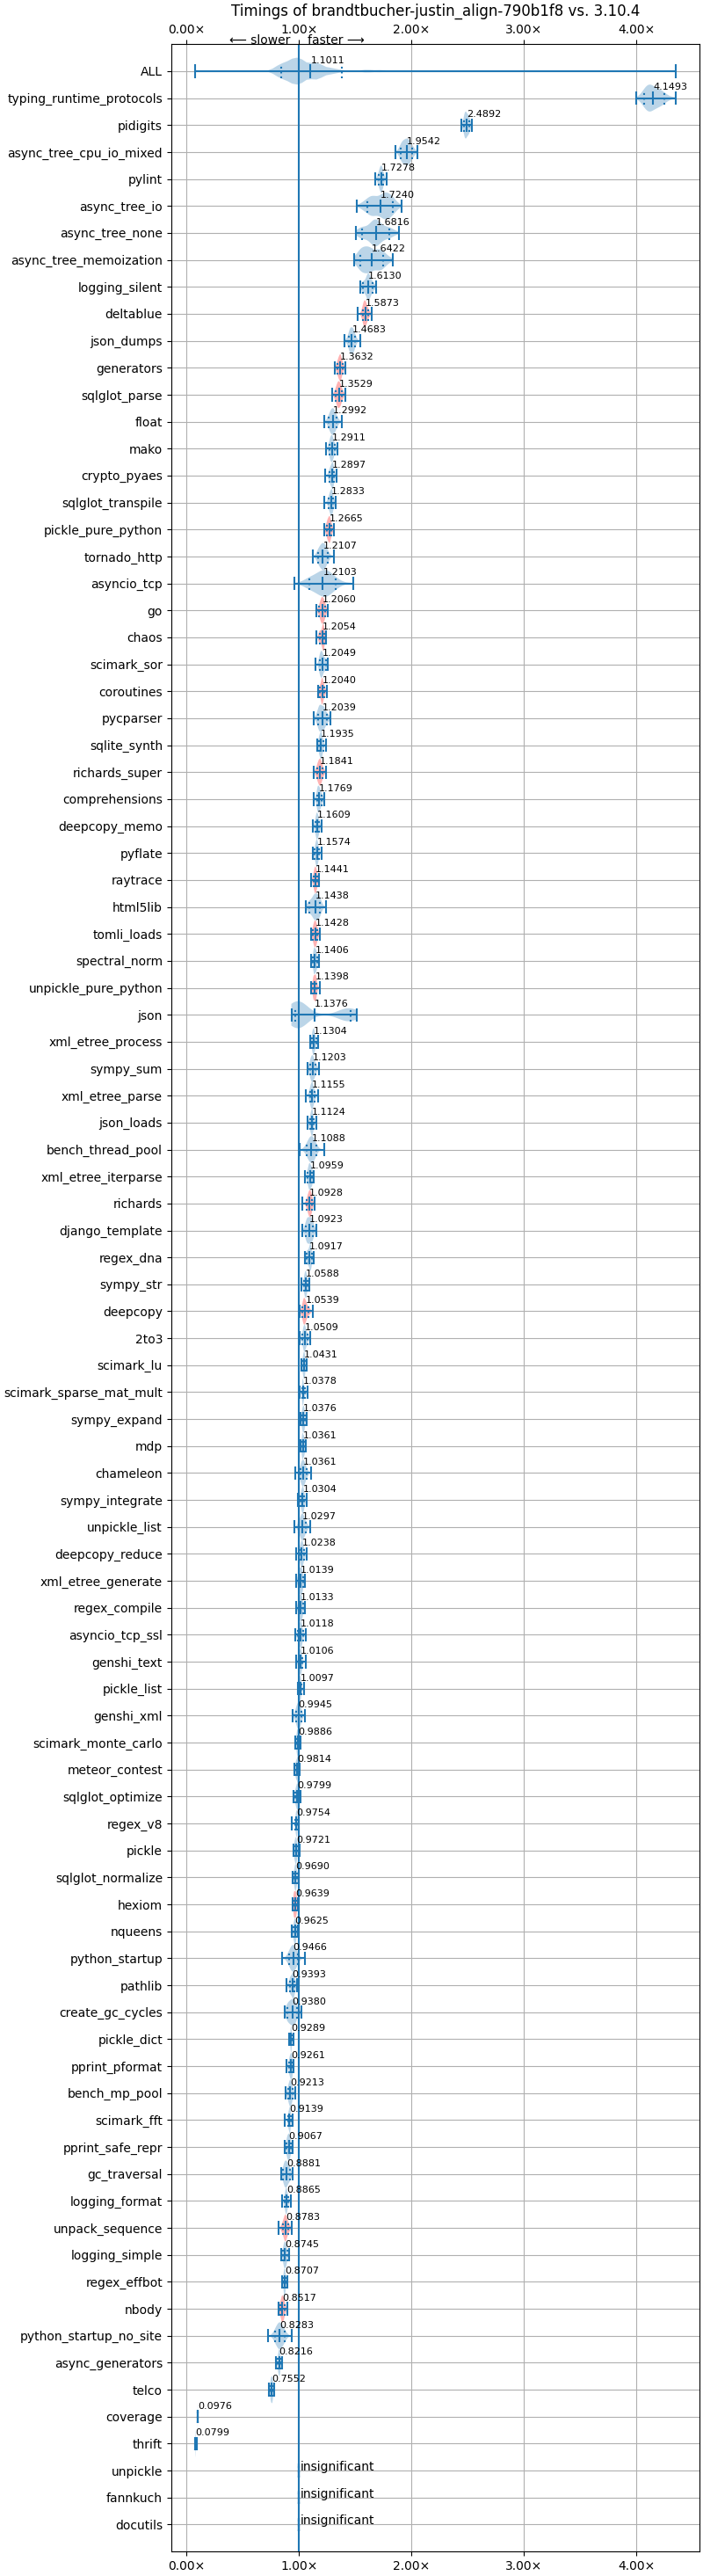 Timings of brandtbucher-justin_align-790b1f8 vs. 3.10.4
0.00× 1.00× 2.00× 3.00× 4.00×
⟵ slower faster ⟶
ALL 1.1011
typing_runtime_protocols 4.1493
pidigits 2.4892
async_tree_cpu_io_mixed 1.9542
pylint 1.7278
async_tree_io 1.7240
async_tree_none 1.6816
async_tree_memoization 1.6422
logging_silent 1.6130
deltablue 1.5873
json_dumps 1.4683
generators 1.3632
sqlglot_parse 1.3529
float 1.2992
mako 1.2911
crypto_pyaes 1.2897
sqlglot_transpile 1.2833
pickle_pure_python 1.2665
tornado_http 1.2107
asyncio_tcp 1.2103
go 1.2060
chaos 1.2054
scimark_sor 1.2049
coroutines 1.2040
pycparser 1.2039
sqlite_synth 1.1935
richards_super 1.1841
comprehensions 1.1769
deepcopy_memo 1.1609
pyflate 1.1574
raytrace 1.1441
html5lib 1.1438
tomli_loads 1.1428
spectral_norm 1.1406
unpickle_pure_python 1.1398
json 1.1376
xml_etree_process 1.1304
sympy_sum 1.1203
xml_etree_parse 1.1155
json_loads 1.1124
bench_thread_pool 1.1088
xml_etree_iterparse 1.0959
richards 1.0928
django_template 1.0923
regex_dna 1.0917
sympy_str 1.0588
deepcopy 1.0539
2to3 1.0509
scimark_lu 1.0431
scimark_sparse_mat_mult 1.0378
sympy_expand 1.0376
mdp 1.0361
chameleon 1.0361
sympy_integrate 1.0304
unpickle_list 1.0297
deepcopy_reduce 1.0238
xml_etree_generate 1.0139
regex_compile 1.0133
asyncio_tcp_ssl 1.0118
genshi_text 1.0106
pickle_list 1.0097
genshi_xml 0.9945
scimark_monte_carlo 0.9886
meteor_contest 0.9814
sqlglot_optimize 0.9799
regex_v8 0.9754
pickle 0.9721
sqlglot_normalize 0.9690
hexiom 0.9639
nqueens 0.9625
python_startup 0.9466
pathlib 0.9393
create_gc_cycles 0.9380
pickle_dict 0.9289
pprint_pformat 0.9261
bench_mp_pool 0.9213
scimark_fft 0.9139
pprint_safe_repr 0.9067
gc_traversal 0.8881
logging_format 0.8865
unpack_sequence 0.8783
logging_simple 0.8745
regex_effbot 0.8707
nbody 0.8517
python_startup_no_site 0.8283
async_generators 0.8216
telco 0.7552
coverage 0.0976
thrift 0.0799
unpickle insignificant
fannkuch insignificant
docutils insignificant
0.00× 1.00× 2.00× 3.00× 4.00×